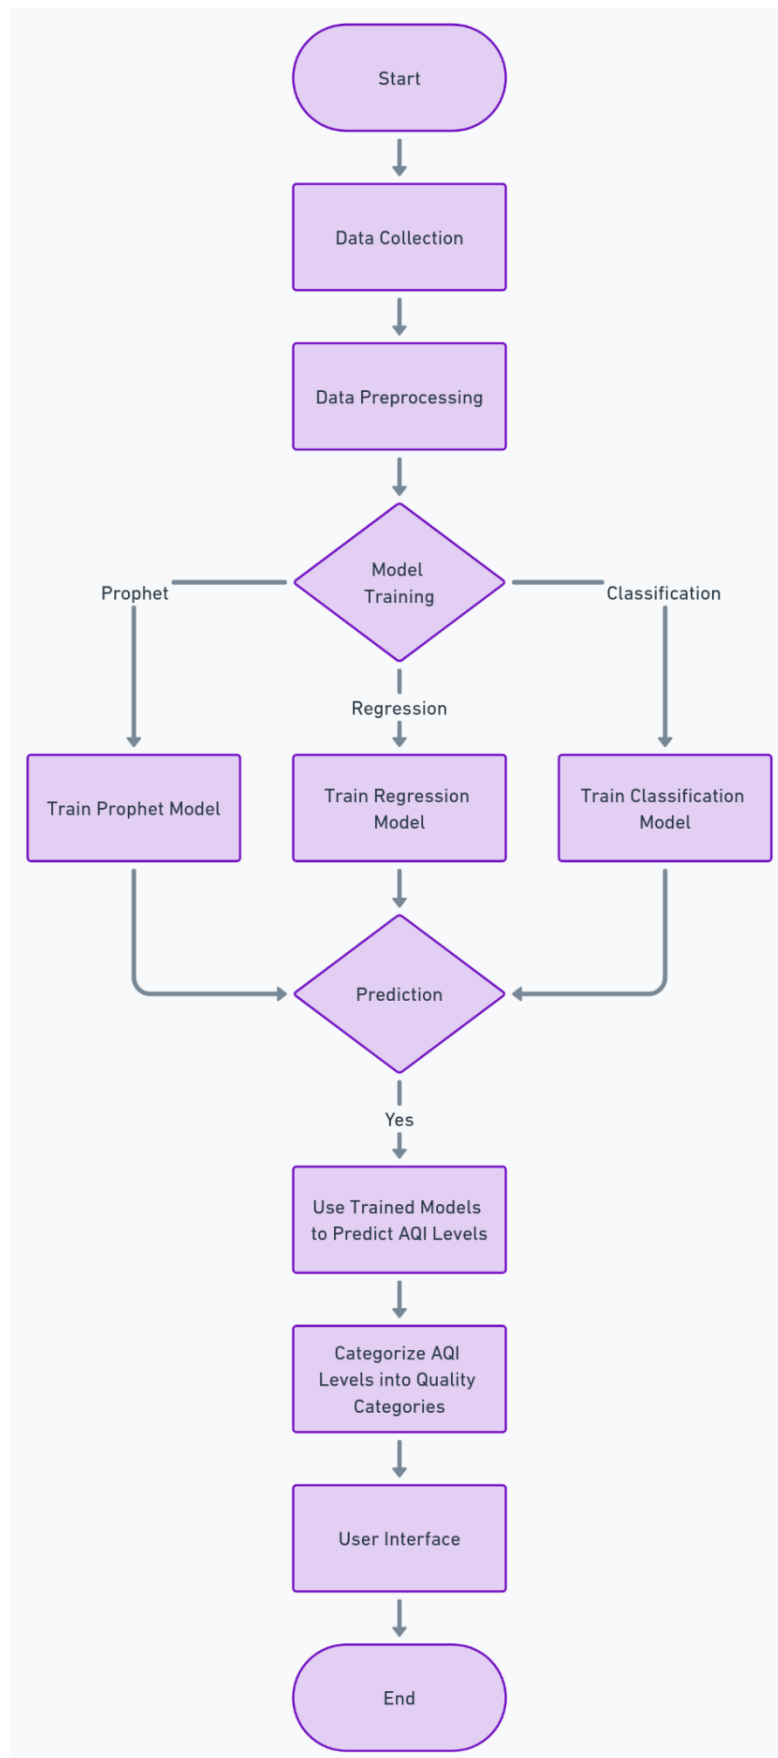 Start
Data Collection
Data Preprocessing
Model
Training
Prophet
Classification
Regression
Train Prophet Model
Train Regression
Model
Train Classification
Model
Prediction
Yes
Use Trained Models
to Predict AQI Levels
Categorize AQI
Levels into Quality
Categories
User Interface
End